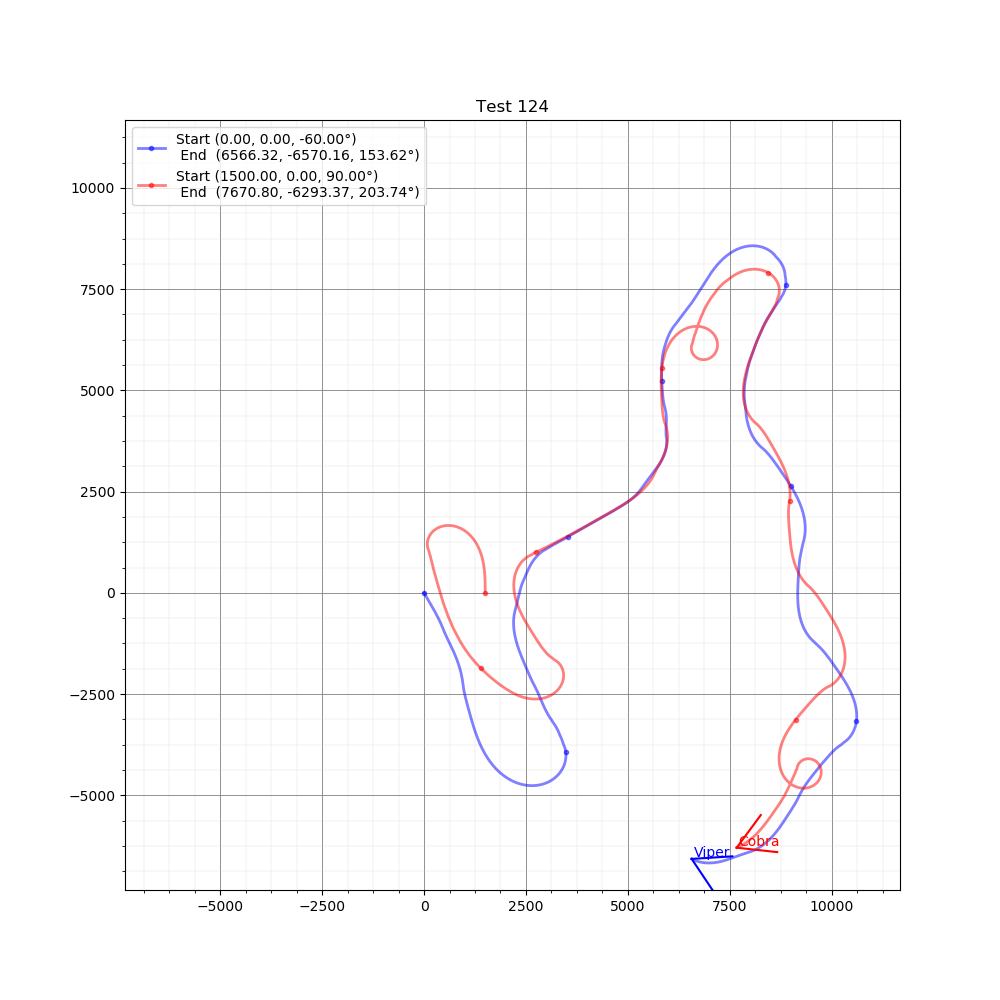 Test 124
Start (0.00, 0.00, -60.00°)
End (6566.32, -6570.16, 153.62°)
Start (1500.00, 0.00, 90.00°)
End (7670.80, -6293.37, 203.74°)
10000
7500
5000
2500
0
−2500
−5000
Cobra
Viper
−5000
−2500
0
2500
5000
7500
10000